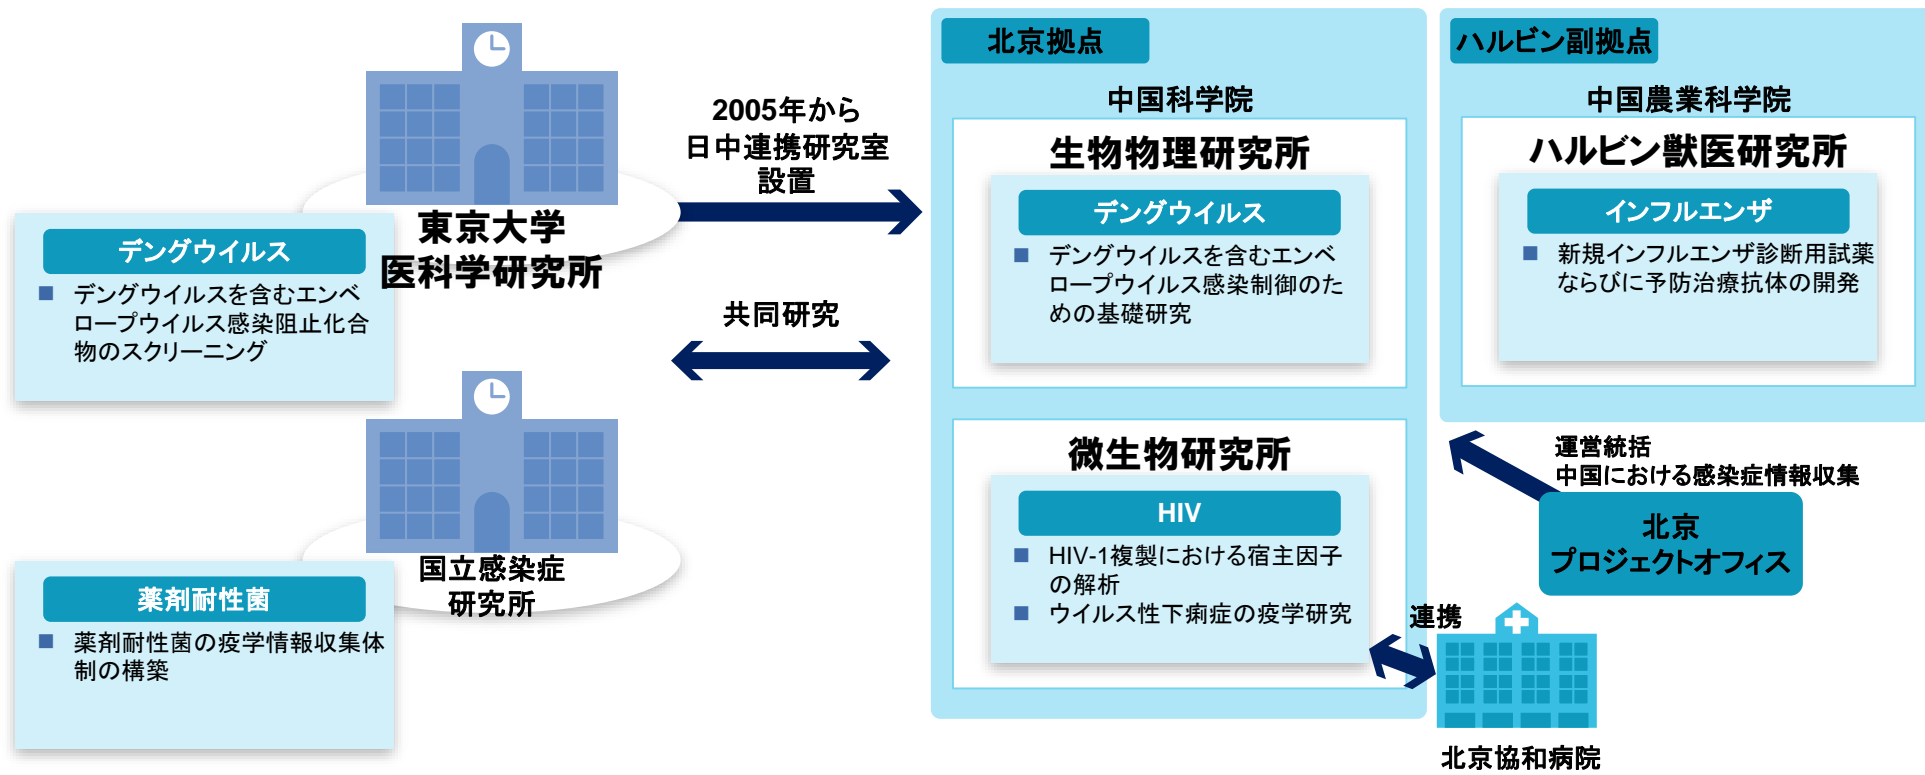 東京大学
医科学研究所
デングウイルス
デングウイルスを含むエンベ
ロープウイルス感染阻止化合
物のスクリーニング
国立感染症
研究所
薬剤耐性菌
薬剤耐性菌の疫学情報収集体
制の構築
2005年から
日中連携研究室
設置
共同研究
北京拠点
中国科学院
生物物理研究所
デングウイルス
デングウイルスを含むエンベ
ロープウイルス感染制御のた
めの基礎研究
微生物研究所
HIV
HIV-1複製における宿主因子
の解析
ウイルス性下痢症の疫学研究
ハルビン副拠点
中国農業科学院
ハルビン獣医研究所
インフルエンザ
新規インフルエンザ診断用試薬
ならびに予防治療抗体の開発
運営統括
中国における感染症情報収集
北京
プロジェクトオフィス
連携
北京協和病院